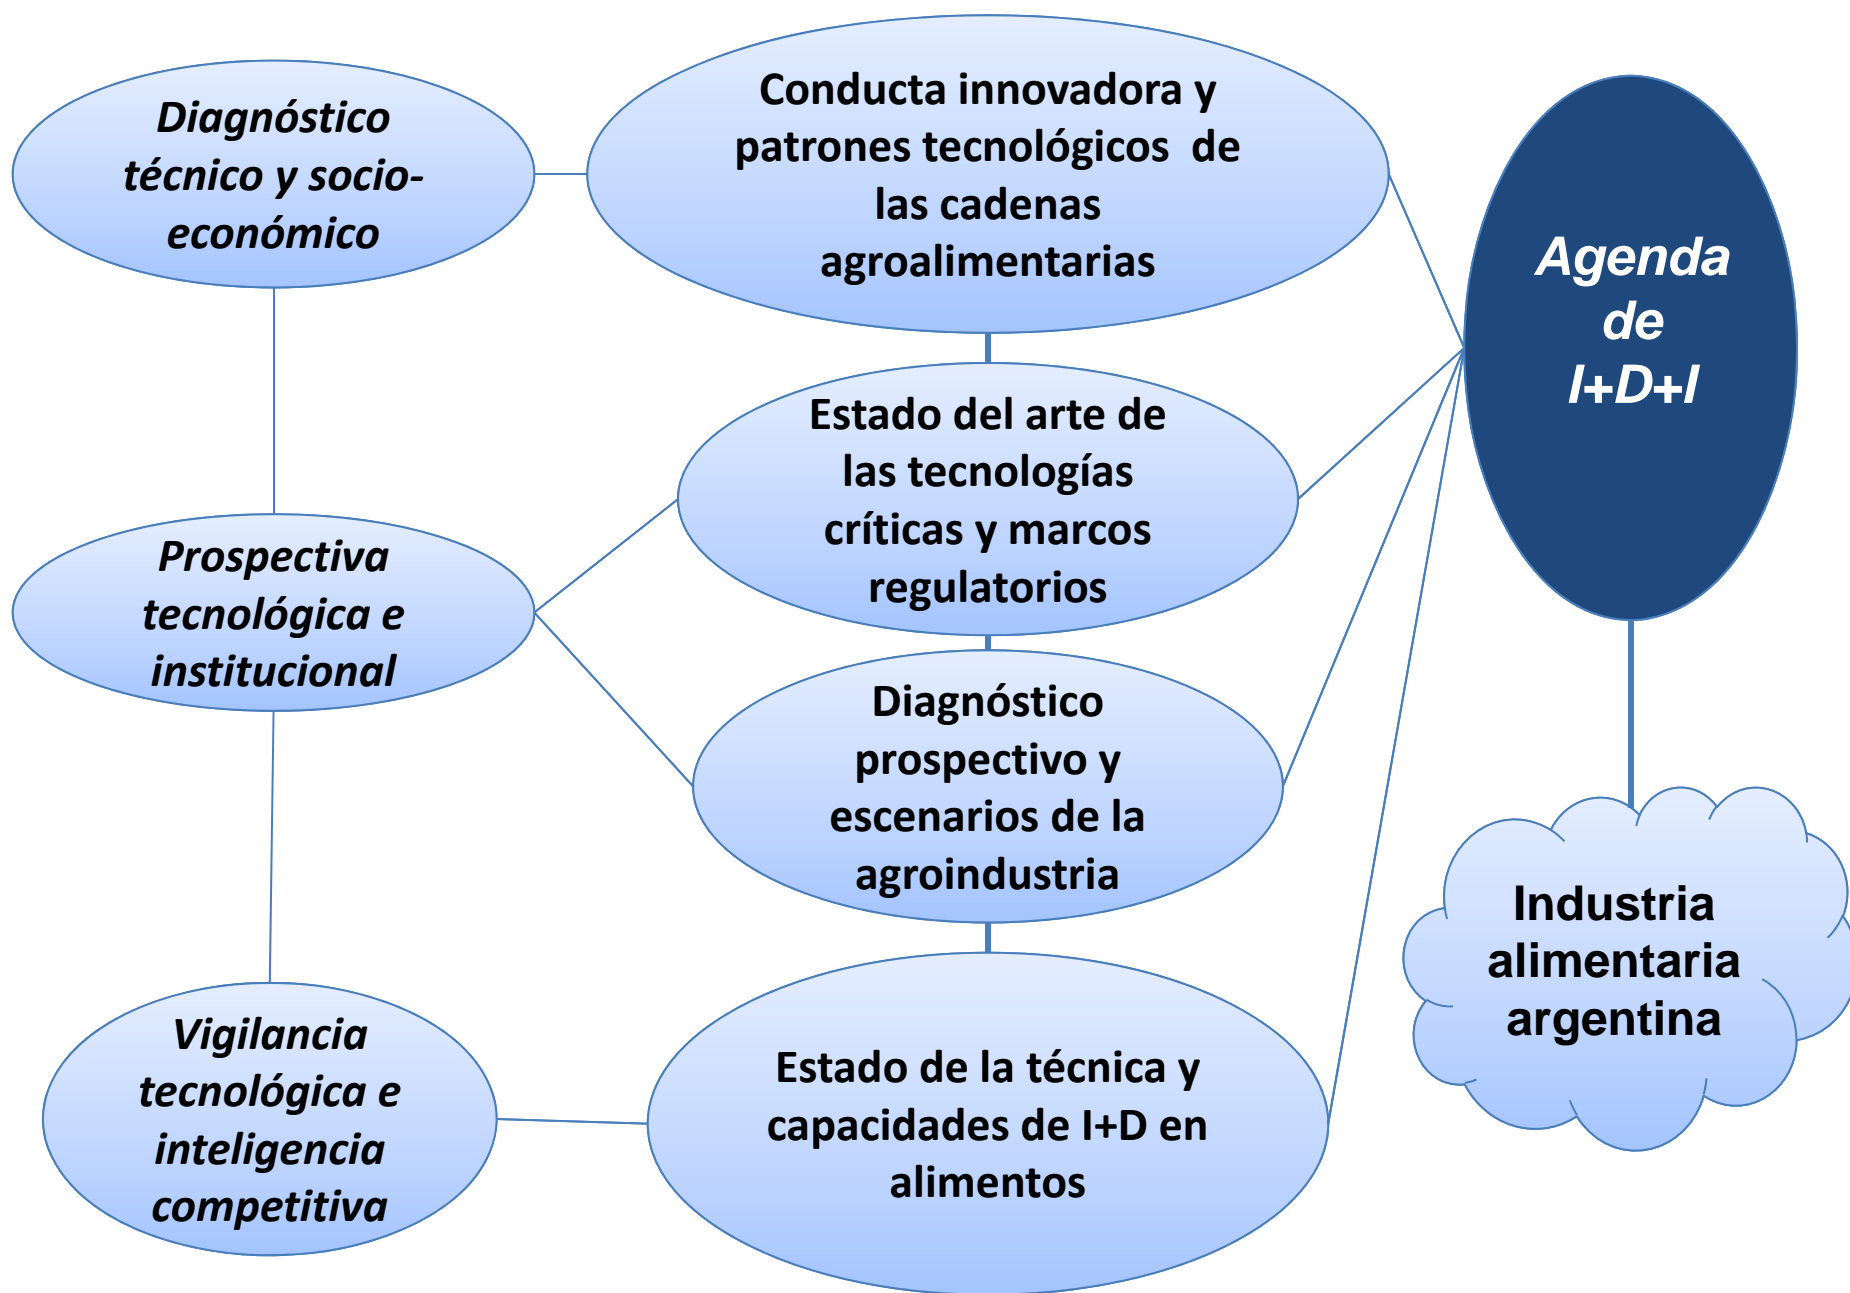 Diagnóstico
técnico y socio-
económico
Conducta innovadora y
patrones tecnológicos de
las cadenas
agroalimentarias
Agenda
de
I+D+I
Estado del arte de
las tecnologías
críticas y marcos
regulatorios
Prospectiva
tecnológica e
institucional
Diagnóstico
prospectivo y
escenarios de la
agroindustria
Industria
alimentaria
argentina
Vigilancia
tecnológica e
inteligencia
competitiva
Estado de la técnica y
capacidades de I+D en
alimentos